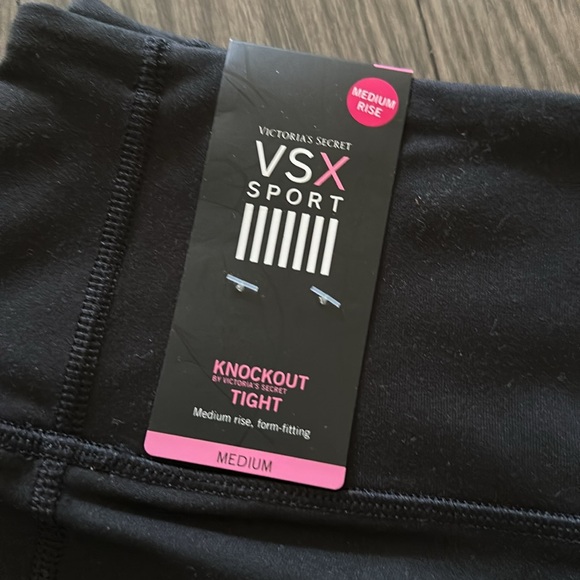 MEDIUM
RISE
VICTORIA'S SECRET
VSX
SPORT
KNOCKOUT
BY VICTORIA'S SECRET
TIGHT
Medium rise, form-fitting
MEDIUM